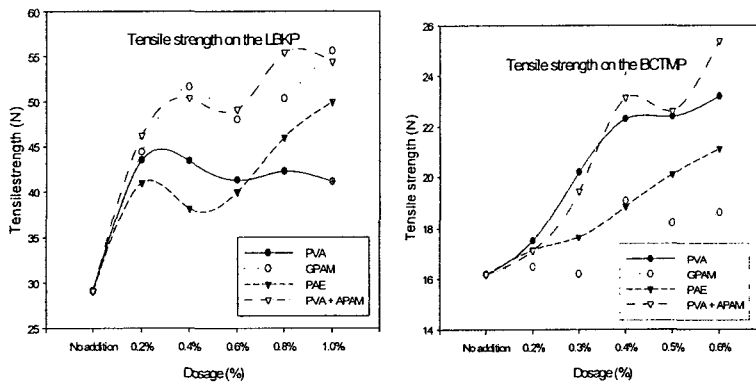 Tensile strength on the LBKP
Tensilestrength (N)
60
55
50
45
40
35
30
25
No addition 0.2% 0.4% 0.6% 0.8% 1.0%
Dosage (%)
PVA
GPAM
PAE
PVA + APAM
Tensile strength on the BCTMP
Tensile strength (N)
26
24
22
20
18
16
14
No addition 0.2% 0.3% 0.4% 0.5% 0.6%
Dosage (%)
PVA
GPAM
PAE
PVA + APAM